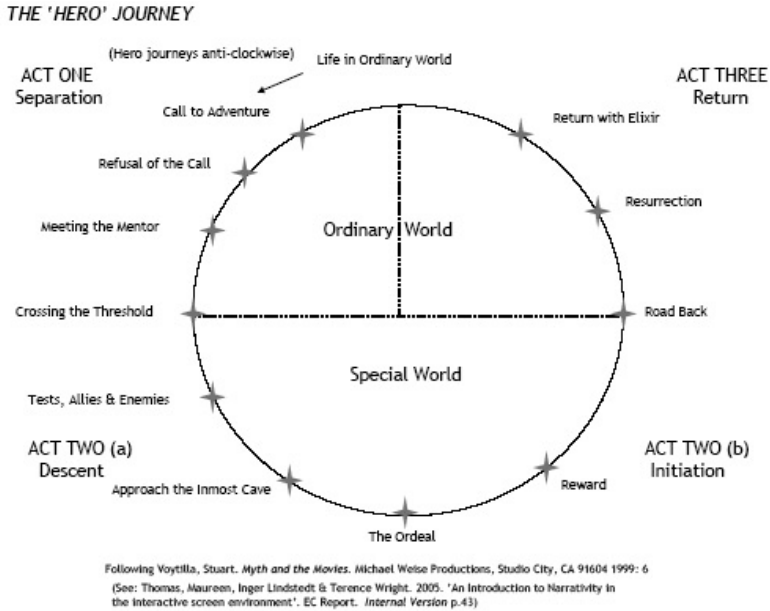 THE 'HERO' JOURNEY
(Hero journeys anti-clockwise)
Life in Ordinary World
ACT ONE
Separation
ACT THREE
Return
Call to Adventure
Return with Elixir
Refusal of the Call
Resurrection
Meeting the Mentor
Ordinary World
Crossing the Threshold
Road Back
Special World
Tests, Allies & Enemies
ACT TWO (a)
Descent
ACT TWO (b)
Initiation
Approach the Inmost Cave
Reward
The Ordeal
Following Voytilla, Stuart. Myth and the Movies. Michael Weise Productions, Studio City, CA 91604 1999: 6
(See: Thomas, Maureen, Inger Lindstedt & Terence Wright. 2005. 'An Introduction to Narrativity in
the interactive screen environment'. EC Report. Internal Version p.43)